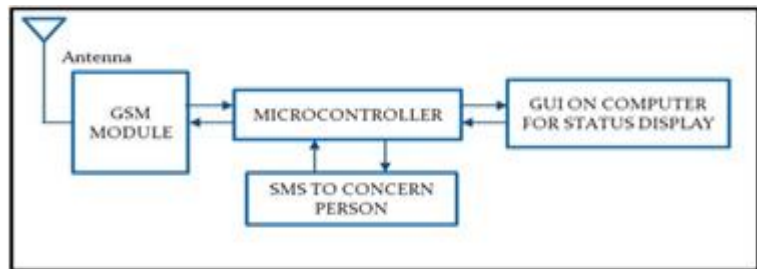 Antenna
GSM
MODULE
MICROCONTROLLER
GUI ON COMPUTER
FOR STATUS DISPLAY
SMS TO CONCERN
PERSON